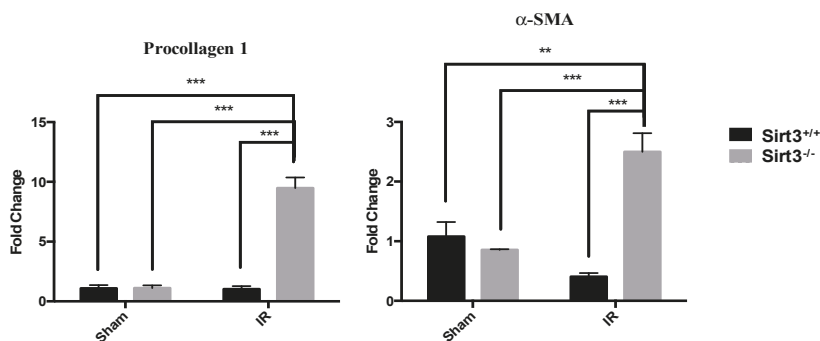 Procollagen 1
***
***
***
15
10
5
0
Fold Change
Sham
IR
α-SMA
**
***
***
3
2
1
0
Fold Change
Sham
IR
Sirt3+/+
Sirt3-/-